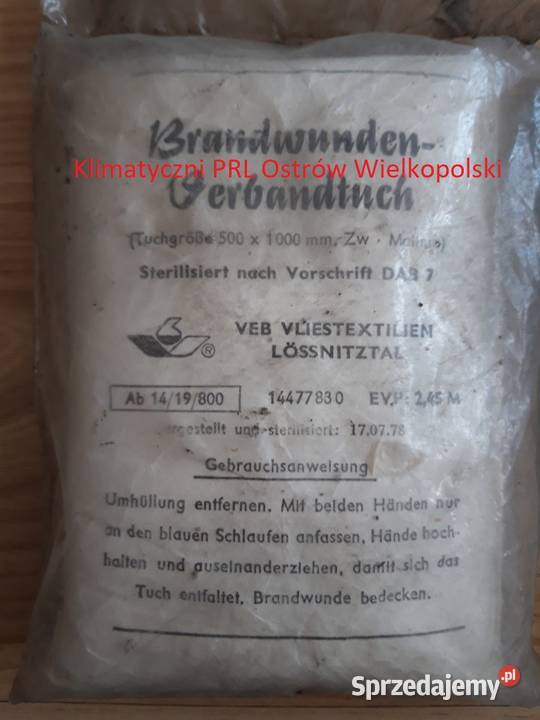 Brandwunden-
Klimatyczni PRL Ostrów Wielkopolski
Verbandtuch
(Tuchgröße 500 x 1000 mm, Zw · Malimo)
Sterilisiert nach Vorschrift DAB 7
VEB VLIESTEXTILIEN
LÖSSNITZTAL
®
Ab 14/19/800 14477830 EVP: 2,45 M
ergestellt und sterilisiert: 17.07.78
Gebrauchsanweisung
Umhüllung entfernen. Mit beiden Händen nur
an den blauen Schlaufen anfassen, Hände hoch-
halten und auseinanderziehen, damit sich das
Tuch entfaltet, Brandwunde bedecken.
Sprzedajemy.pl